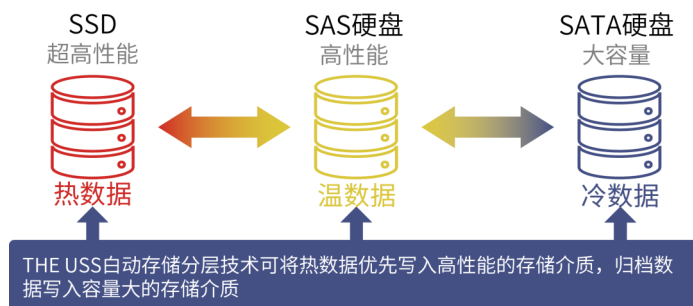 SSD
SAS硬盘
SATA硬盘
超高性能
高性能
大容量
热数据
温数据
冷数据
THE USS白动存储分层技术可将热数据优先写入高性能的存储介质，归档数
据写入容量大的存储介质